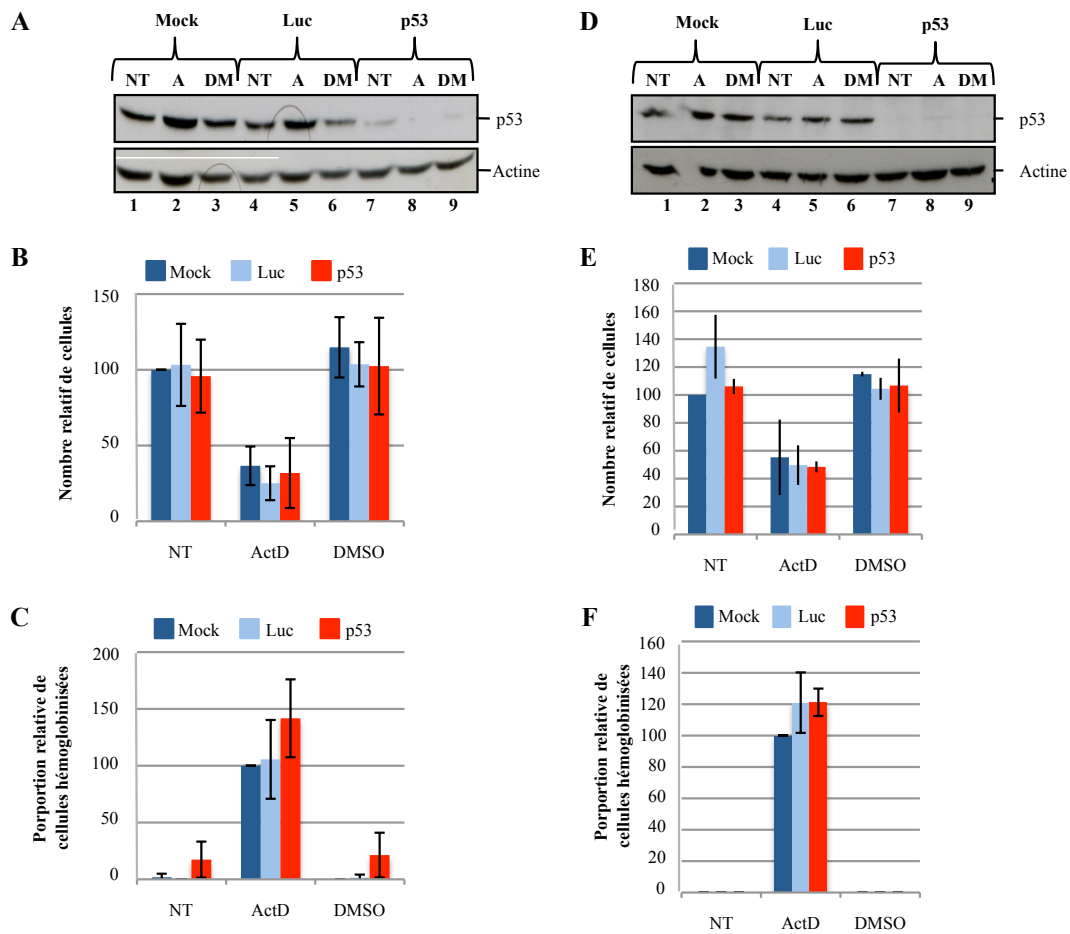 A
Mock Luc p53
NT A DM NT A DM NT A DM
p53
Actine
1 2 3 4 5 6 7 8 9
D
Mock Luc p53
NT A DM NT A DM NT A DM
p53
Actine
1 2 3 4 5 6 7 8 9
B
Mock Luc p53
Nombre relatif de cellules
150
100
50
0
NT ActD DMSO
E
Mock Luc p53
Nombre relatif de cellules
180
160
140
120
100
80
60
40
20
0
NT ActD DMSO
C
Mock Luc p53
Porportion relative de
cellules hémoglobinisées
200
150
100
50
0
NT ActD DMSO
F
Mock Luc p53
Porportion relative de
cellules hémoglobinisées
160
140
120
100
80
60
40
20
0
NT ActD DMSO